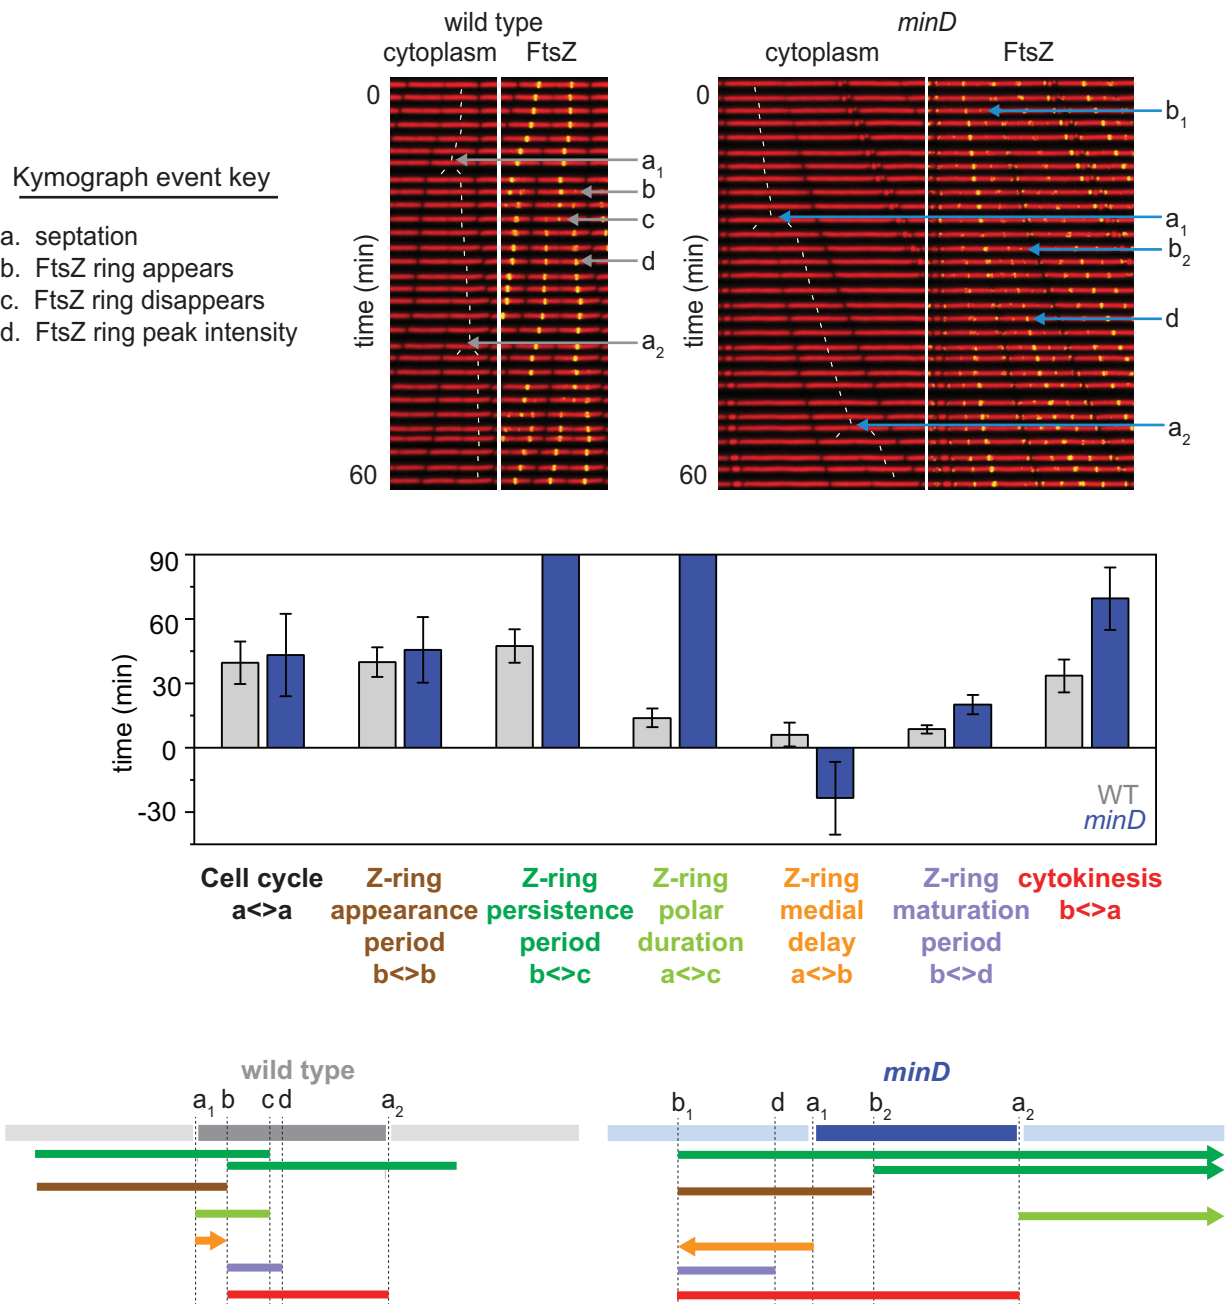 wild type
cytoplasm FtsZ
minD
cytoplasm FtsZ
Kymograph event key
a. septation
b. FtsZ ring appears
c. FtsZ ring disappears
d. FtsZ ring peak intensity
0
time (min)
60
a1
b
c
d
a2
0
time (min)
60
b1
a1
b2
d
a2
90
60
30
0
-30
time (min)
WT
minD
Cell cycle
a<>a
Z-ring
appearance
period
b<>b
Z-ring
persistence
period
b<>c
Z-ring
polar
duration
a<>c
Z-ring
medial
delay
a<>b
Z-ring
maturation
period
b<>d
cytokinesis
b<>a
wild type
a1 b c d a2
minD
b1 d a1 b2 a2